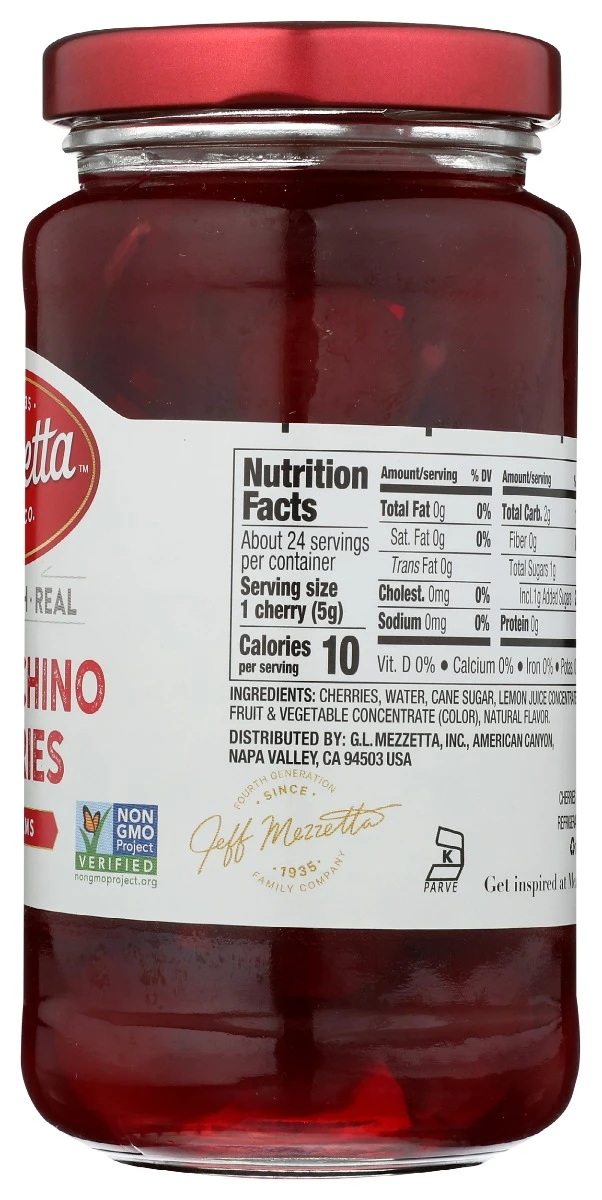 etta™
CO.
REAL
CHINO
RIES
MS
NON
GMO
Project
VERIFIED
nongmoproject.org
Nutrition
Facts
About 24 servings
per container
Serving size
1 cherry (5g)
Calories 10
per serving
Amount/serving % DV
Total Fat 0g 0%
Sat. Fat 0g 0%
Trans Fat 0g
Cholest. 0mg 0%
Sodium 0mg 0%
Amount/serving
Total Carb. 2g
Fiber 0g
Total Sugars 1g
Incl. 1g Added Sugars
Protein 0g
Vit. D 0% • Calcium 0% • Iron 0% • Potas.
INGREDIENTS: CHERRIES, WATER, CANE SUGAR, LEMON JUICE CONCENTRATE
FRUIT & VEGETABLE CONCENTRATE (COLOR), NATURAL FLAVOR.
DISTRIBUTED BY: G.L. MEZZETTA, INC., AMERICAN CANYON,
NAPA VALLEY, CA 94503 USA
FOURTH GENERATION
• SINCE •
Jeff Mezzetta
• 1935 •
FAMILY COMPANY
K
PARVE
CHERRIE
REFRIGERA
Get inspired at Me